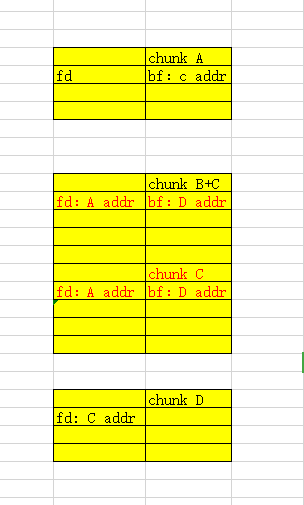 chunk A
fd bf: c addr
chunk B+C
fd: A addr bf: D addr
chunk C
fd: A addr bf: D addr
chunk D
fd: C addr